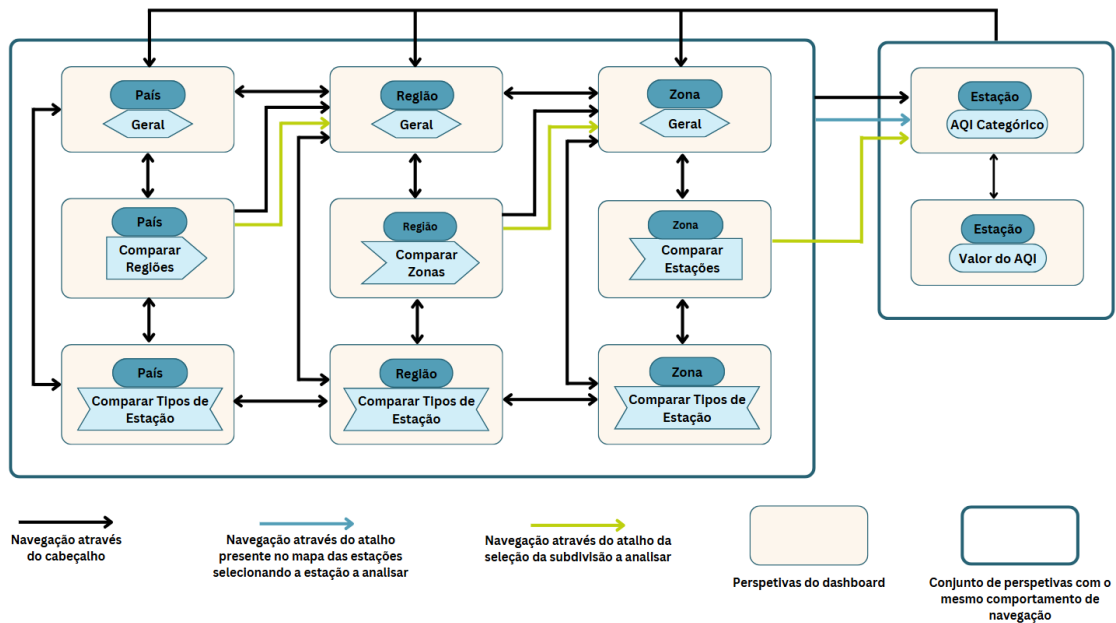 País
Geral
Região
Geral
Zona
Geral
Estação
AQI Categórico
País
Comparar
Regiões
Região
Comparar
Zonas
Zona
Comparar
Estações
Estação
Valor do AQI
País
Comparar TIpos de
Estação
Região
Comparar TIpos de
Estação
Zona
Comparar TIpos de
Estação
Navegação através
do cabeçalho
Navegação através do atalho
presente no mapa das estações
selecionando a estação a analisar
Navegação através do atalho da
seleção da subdivisão a analisar
Perspetivas do dashboard
Conjunto de perspetivas com o
mesmo comportamento de
navegação